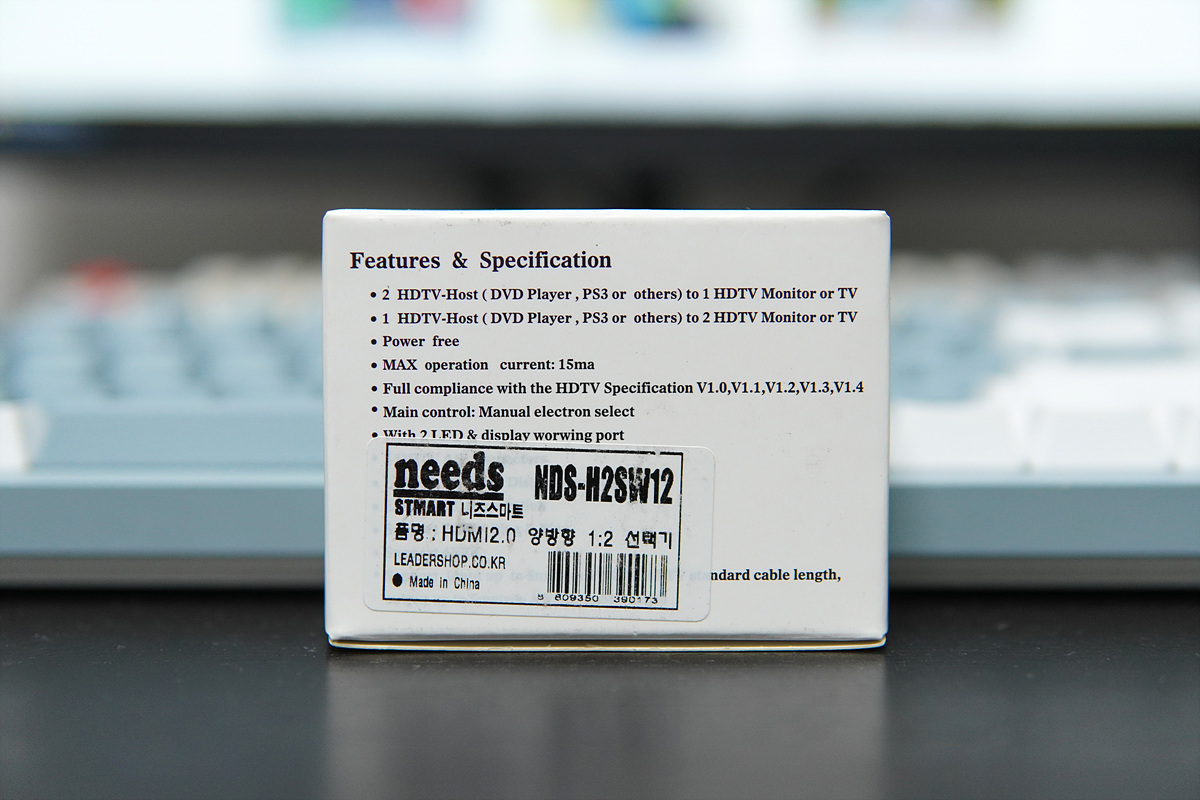 Features & Specification
• 2 HDTV-Host ( DVD Player , PS3 or others) to 1 HDTV Monitor or TV
• 1 HDTV-Host ( DVD Player , PS3 or others) to 2 HDTV Monitor or TV
• Power free
• MAX operation current: 15ma
• Full compliance with the HDTV Specification V1.0,V1.1,V1.2,V1.3,V1.4
• Main control: Manual electron select
• With 2 LED & display worwing port
needs NDS-H2SW12
STMART 니즈스마트
품명 : HDMI2.0 양방향 1:2 선택기
LEADERSHOP.CO.KR
● Made in China
8 809350 390173
ndard cable length,